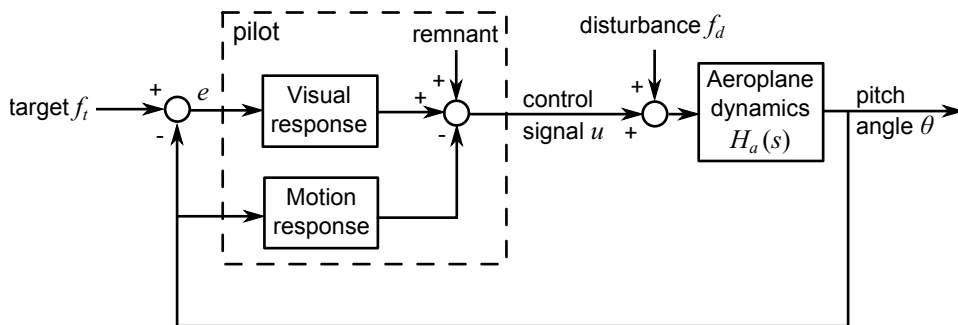 pilot
remnant
disturbance f_d
+
+
+
Aeroplane
dynamics
H_a(s)
e
Visual
response
+
control
signal u
+
pitch
angle θ
target f_t
-
-
+
Motion
response